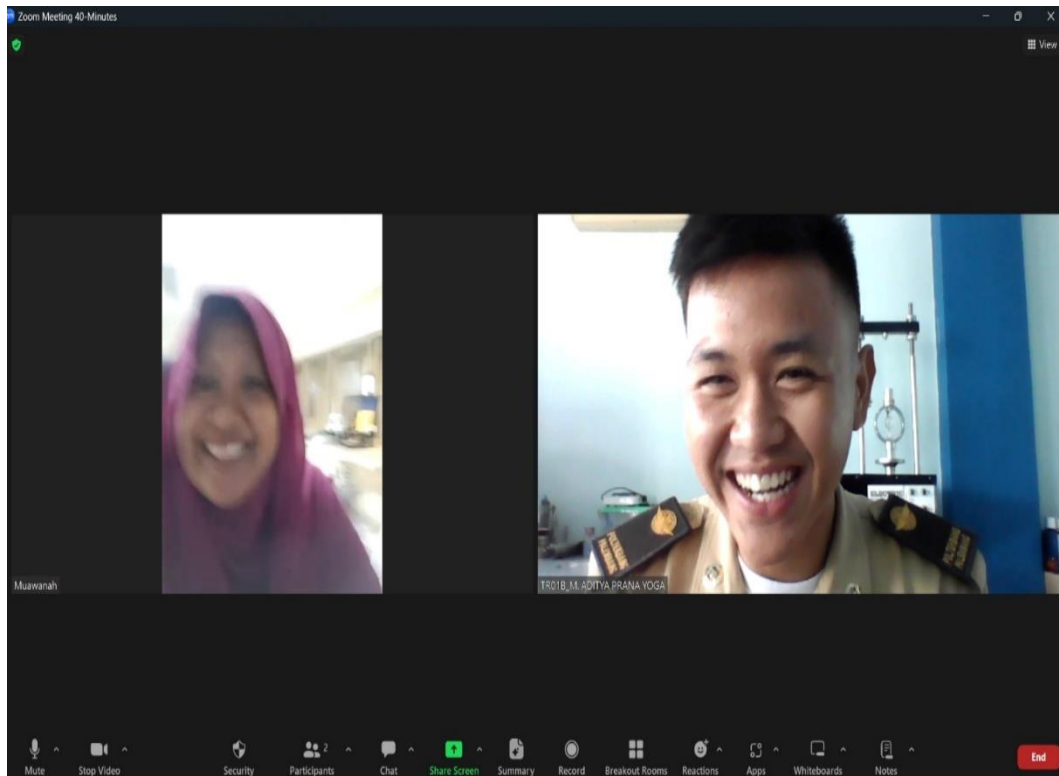 Zoom Meeting 40-Minutes
View
Muawanah
TR01B_M. ADITYA PRANA YOGA
Mute
Stop Video
Security
Participants
2
Chat
Share Screen
Summary
Record
Breakout Rooms
Reactions
Apps
Whiteboards
Notes
End